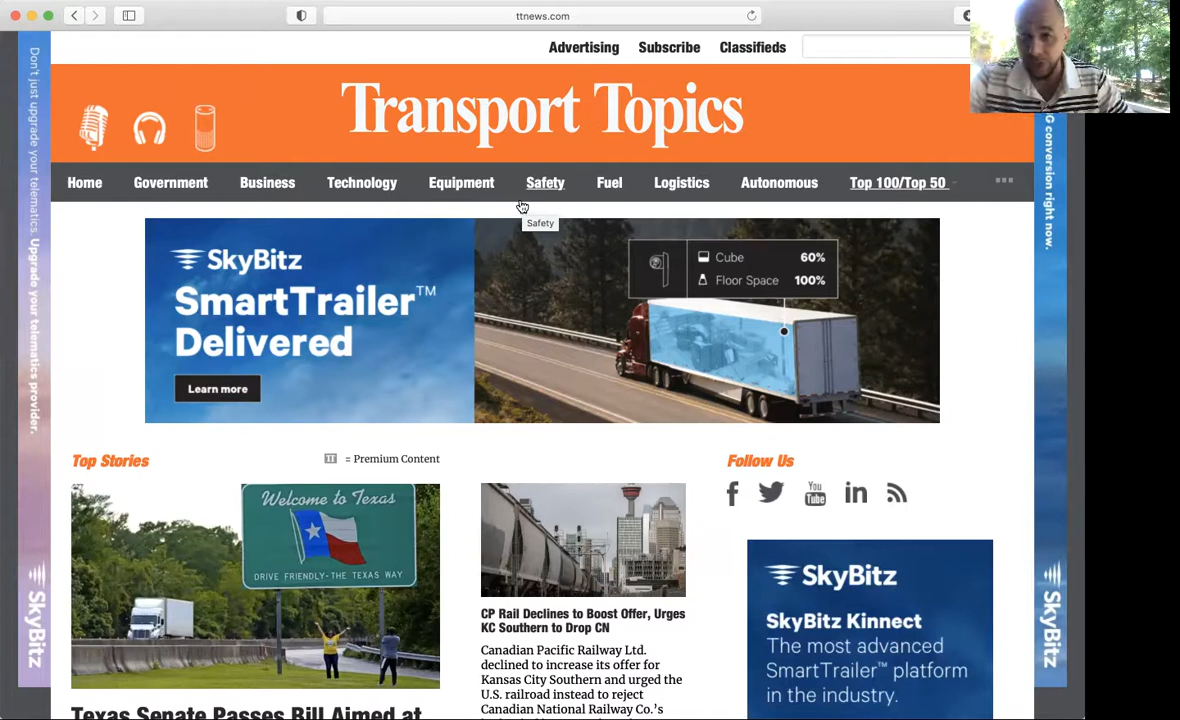 ttnews.com
Advertising Subscribe Classifieds
Transport Topics
Home Government Business Technology Equipment Safety Fuel Logistics Autonomous Top 100/Top 50
Safety
Don't just upgrade your telematics. Upgrade your telematics provider.
SkyBitz
G conversion right now.
SkyBitz
SkyBitz
SmartTrailer™
Delivered
Learn more
Cube 60%
Floor Space 100%
Top Stories
TT = Premium Content
Follow Us
You
Tube
in
Welcome to Texas
DRIVE FRIENDLY-THE TEXAS WAY
Texas Senate Passes Bill Aimed at
CP Rail Declines to Boost Offer, Urges
KC Southern to Drop CN
Canadian Pacific Railway Ltd.
declined to increase its offer for
Kansas City Southern and urged the
U.S. railroad instead to reject
Canadian National Railway Co.'s
SkyBitz
SkyBitz Kinnect
The most advanced
SmartTrailer™ platform
in the industry.